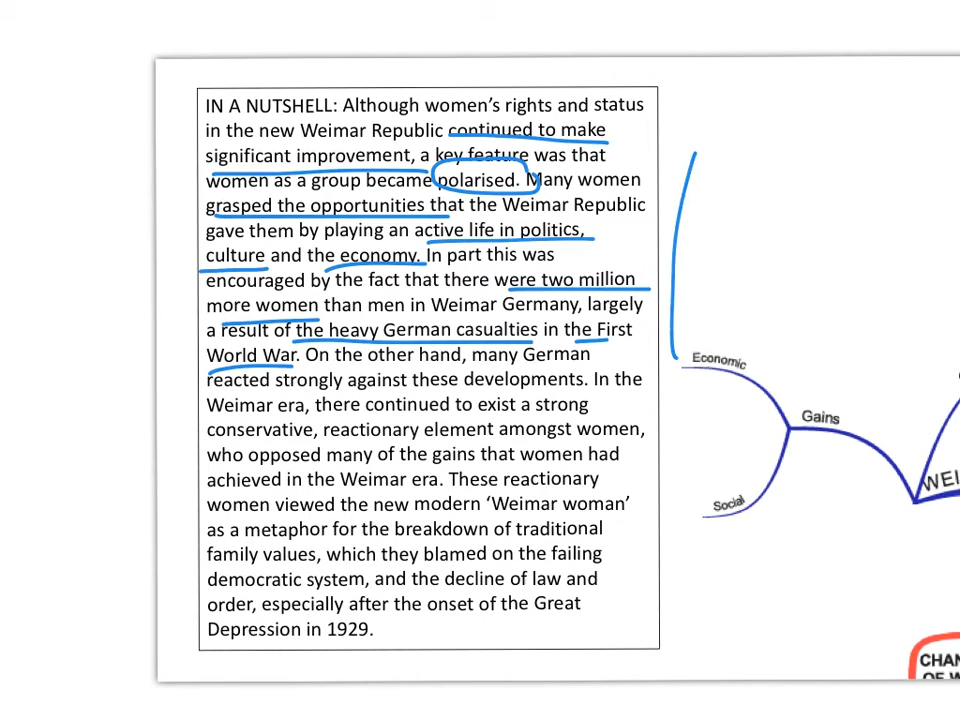 IN A NUTSHELL: Although women's rights and status
in the new Weimar Republic continued to make
significant improvement, a key feature was that
women as a group became polarised. Many women
grasped the opportunities that the Weimar Republic
gave them by playing an active life in politics,
culture and the economy. In part this was
encouraged by the fact that there were two million
more women than men in Weimar Germany, largely
a result of the heavy German casualties in the First
World War. On the other hand, many German
reacted strongly against these developments. In the
Weimar era, there continued to exist a strong
conservative, reactionary element amongst women,
who opposed many of the gains that women had
achieved in the Weimar era. These reactionary
women viewed the new modern ‘Weimar woman’
as a metaphor for the breakdown of traditional
family values, which they blamed on the failing
democratic system, and the decline of law and
order, especially after the onset of the Great
Depression in 1929.
Economic
Gains
Social